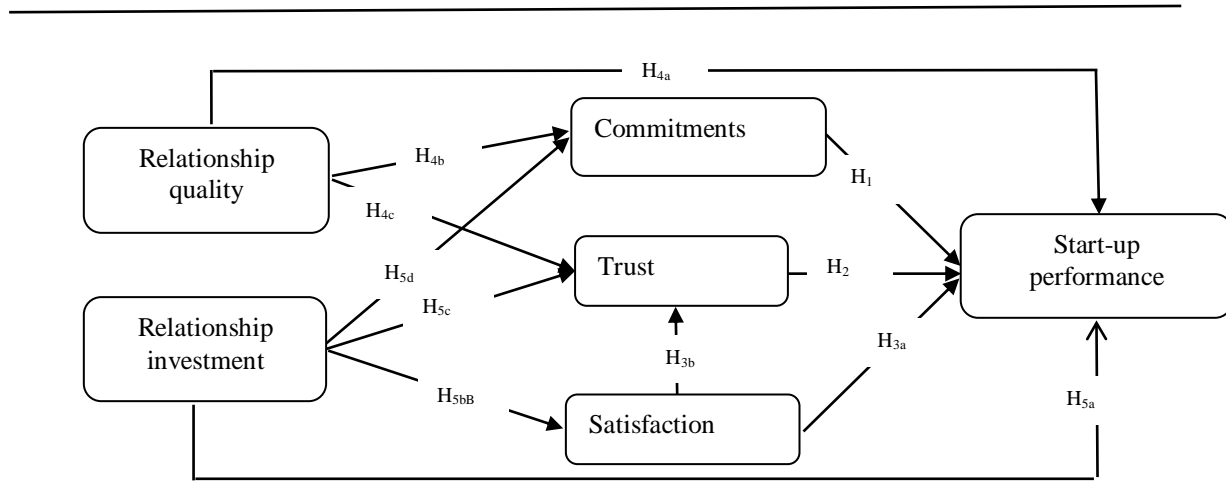 H4a
Commitments
Relationship
quality
H4b
H1
H4c
Start-up
performance
Trust
H2
H5d
H5c
Relationship
investment
H3b
H3a
H5bB
H5a
Satisfaction